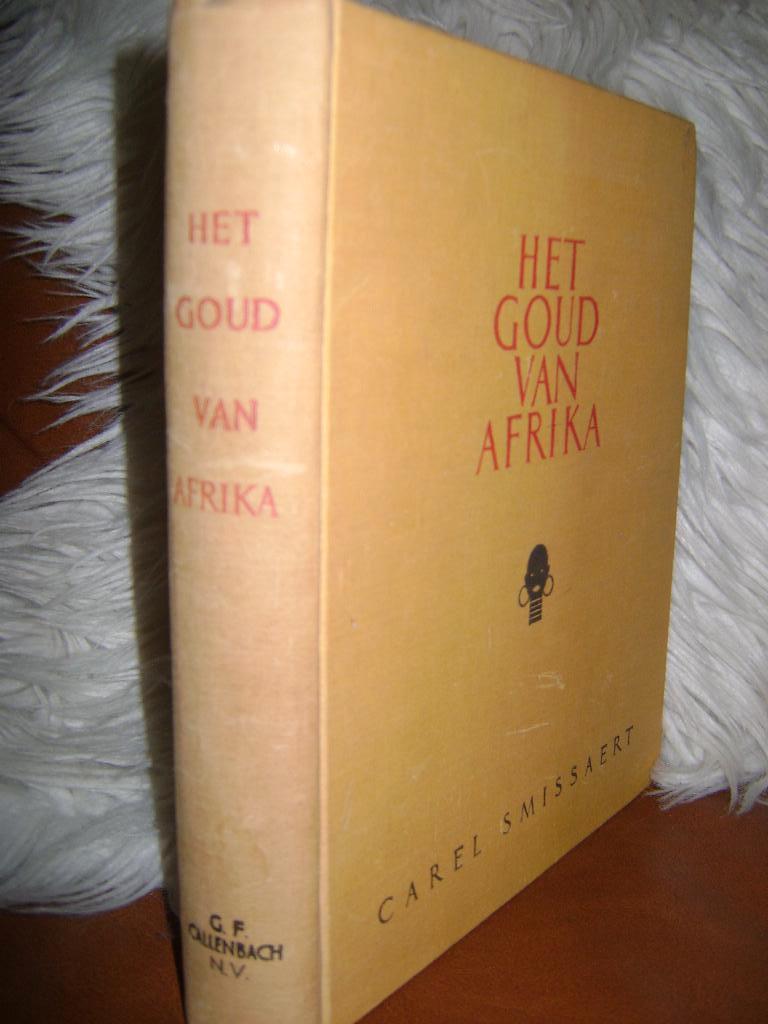 HET
GOUD
VAN
AFRIKA
G. F.
CALLENBACH
N.V.
HET
GOUD
VAN
AFRIKA
CAREL SMISSAERT